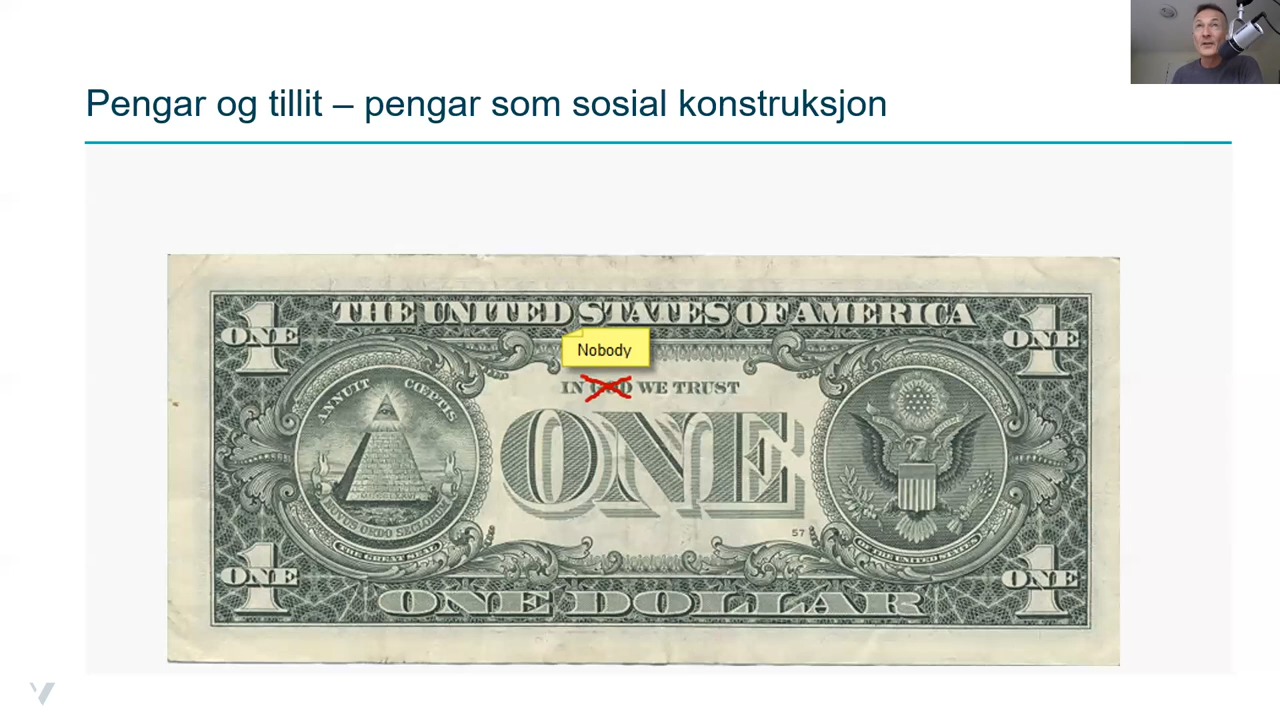 Pengar og tillit – pengar som sosial konstruksjon
THE UNITED STATES OF AMERICA
1 ONE
1 ONE
Nobody
IN GOD WE TRUST
ANNUIT CŒPTIS
ONE
MDCCLXXVI
NOVUS ORDO SECLORUM
57
THE GREAT SEAL
OF THE UNITED STATES
1 ONE
1 ONE
ONE DOLLAR